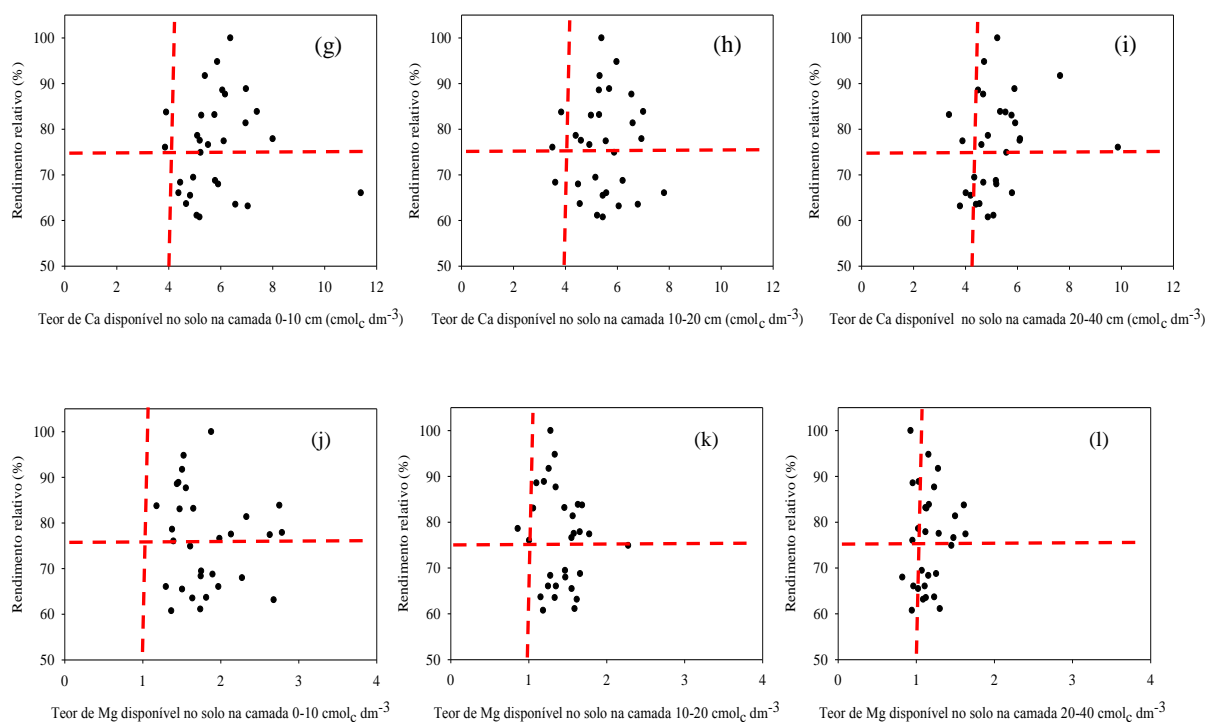 Rendimento relativo (%)
100
90
80
70
60
50
(g)
0 2 4 6 8 10 12
Teor de Ca disponível no solo na camada 0-10 cm (cmolc dm-3)
Rendimento relativo (%)
100
90
80
70
60
50
(h)
0 2 4 6 8 10 12
Teor de Ca disponível no solo na camada 10-20 cm (cmolc dm-3)
Rendimento relativo (%)
100
90
80
70
60
50
(i)
0 2 4 6 8 10 12
Teor de Ca disponível no solo na camada 20-40 cm (cmolc dm-3)
Rendimento relativo (%)
100
90
80
70
60
50
(j)
0 1 2 3 4
Teor de Mg disponível no solo na camada 0-10 cmolc dm-3
Rendimento relativo (%)
100
90
80
70
60
50
(k)
0 1 2 3 4
Teor de Mg disponível no solo na camada 10-20 cmolc dm-3
Rendimento relativo (%)
100
90
80
70
60
50
(l)
0 1 2 3 4
Teor de Mg disponível no solo na camada 20-40 cmolc dm-3